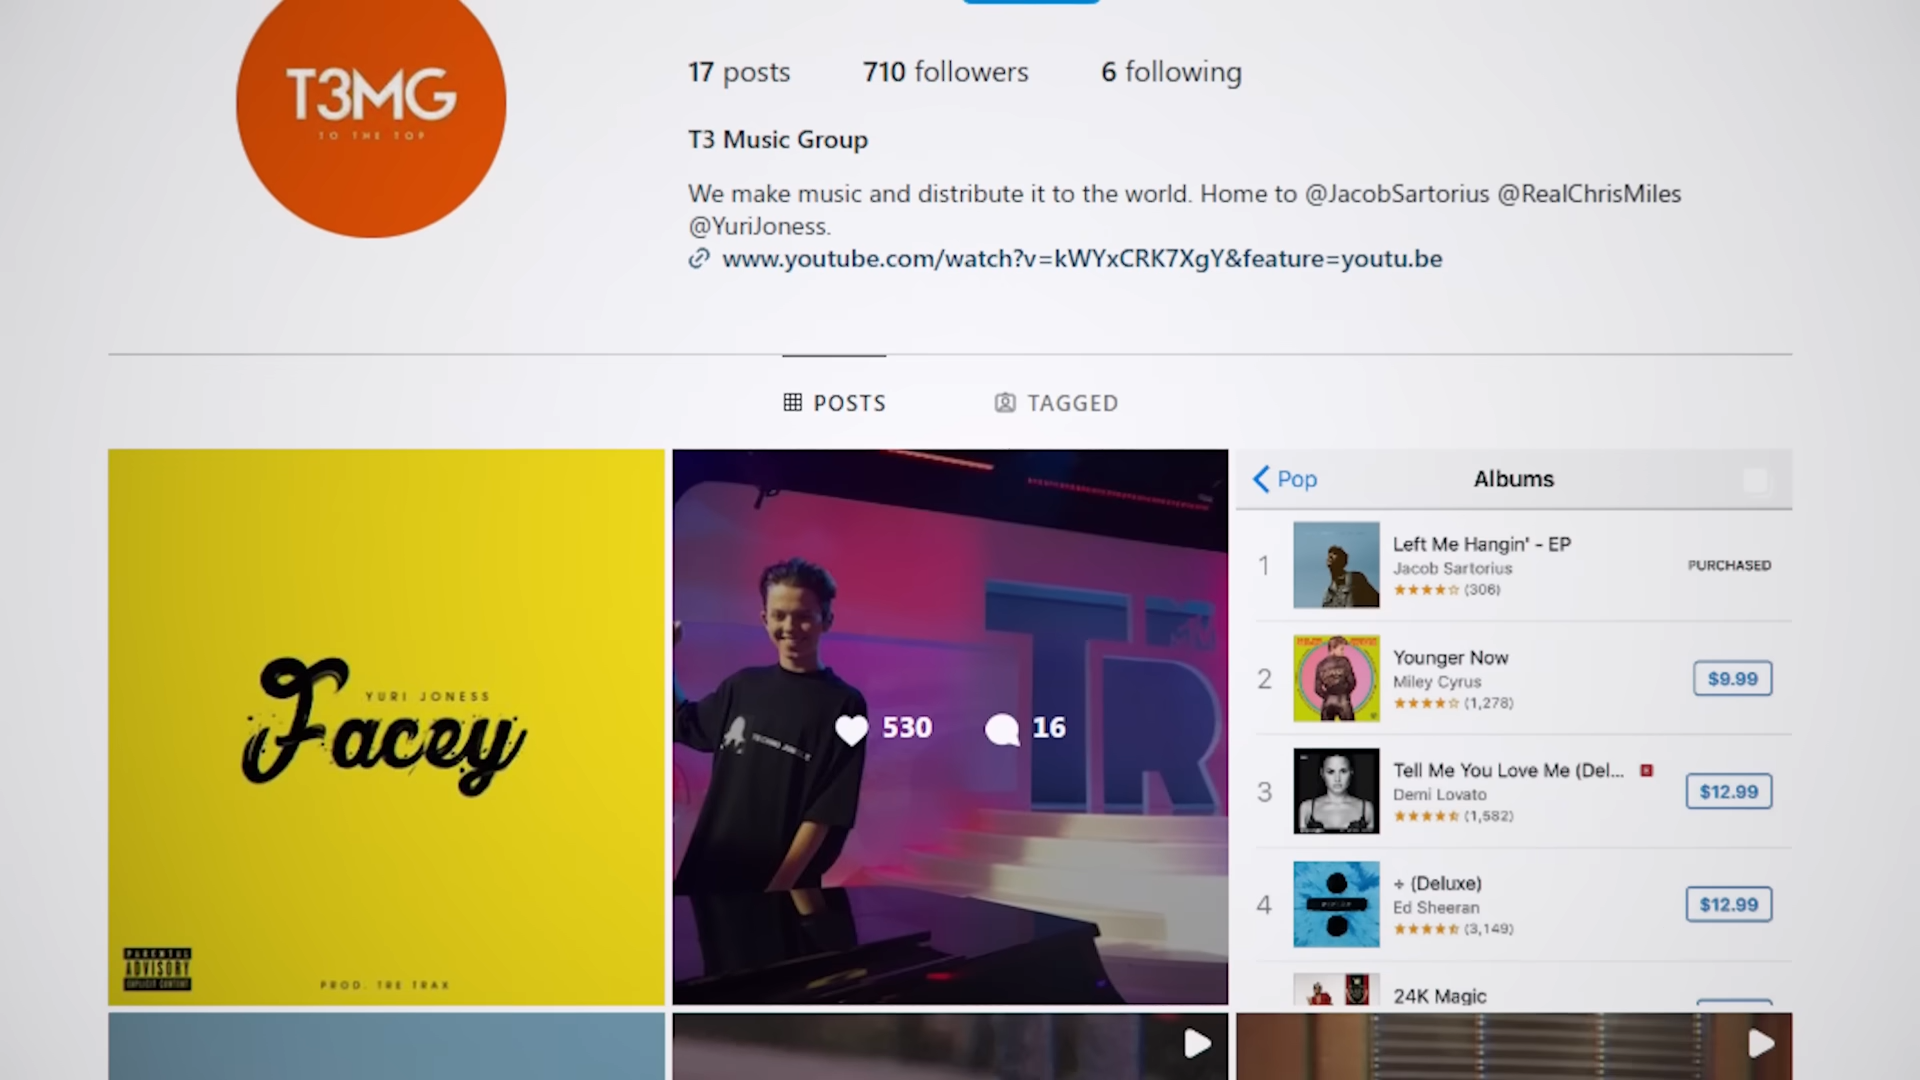 T3MG
TO THE TOP
17 posts 710 followers 6 following
T3 Music Group
We make music and distribute it to the world. Home to @JacobSartorius @RealChrisMiles
@YuriJoness.
www.youtube.com/watch?v=kWYxCRK7XgY&feature=youtu.be
POSTS TAGGED
YURI JONESS
Facey
PARENTAL
ADVISORY
EXPLICIT CONTENT
PROD. TRE TRAX
MTV
TR
530 16
Pop Albums
1 Left Me Hangin' - EP
Jacob Sartorius
(306)
PURCHASED
2 Younger Now
Miley Cyrus
(1,278)
$9.99
3 Tell Me You Love Me (Del...
Demi Lovato
(1,582)
$12.99
4 ÷ (Deluxe)
Ed Sheeran
(3,149)
$12.99
24K Magic